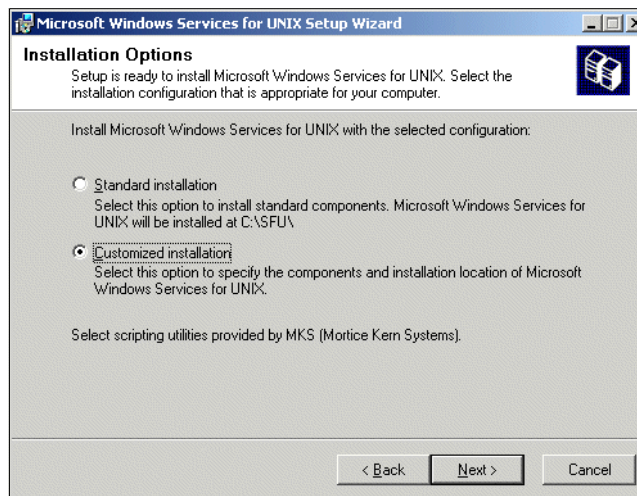 Microsoft Windows Services for UNIX Setup Wizard
Installation Options
Setup is ready to install Microsoft Windows Services for UNIX. Select the
installation configuration that is appropriate for your computer.
Install Microsoft Windows Services for UNIX with the selected configuration:
Standard installation
Select this option to install standard components. Microsoft Windows Services for
UNIX will be installed at C:\SFU\
Customized installation
Select this option to specify the components and installation location of Microsoft
Windows Services for UNIX.
Select scripting utilities provided by MKS (Mortice Kern Systems).
< Back
Next >
Cancel